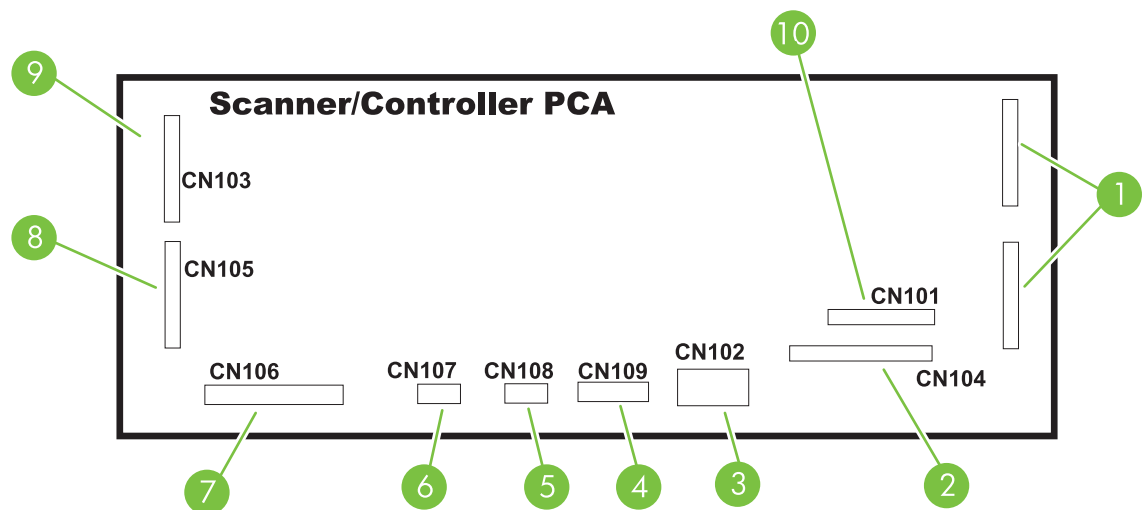 10
9
Scanner/Controller PCA
CN103
1
8
CN105
CN101
CN102
CN106
CN107
CN108
CN109
CN104
7
6
5
4
3
2